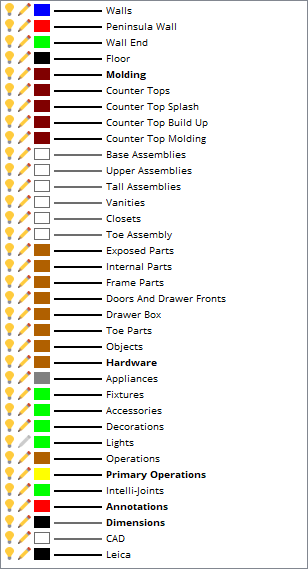 Walls
Peninsula Wall
Wall End
Floor
Molding
Counter Tops
Counter Top Splash
Counter Top Build Up
Counter Top Molding
Base Assemblies
Upper Assemblies
Tall Assemblies
Vanities
Closets
Toe Assembly
Exposed Parts
Internal Parts
Frame Parts
Doors And Drawer Fronts
Drawer Box
Toe Parts
Objects
Hardware
Appliances
Fixtures
Accessories
Decorations
Lights
Operations
Primary Operations
Intelli-Joints
Annotations
Dimensions
CAD
Leica